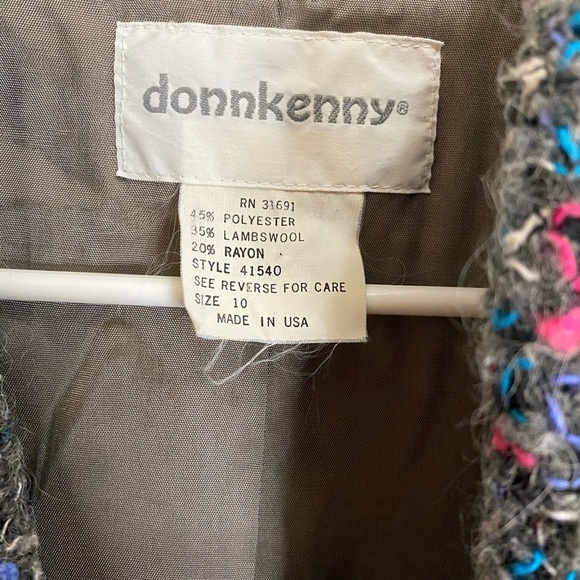 donnkenny®
RN 31691
45% POLYESTER
35% LAMBSWOOL
20% RAYON
STYLE 41540
SEE REVERSE FOR CARE
SIZE 10
MADE IN USA